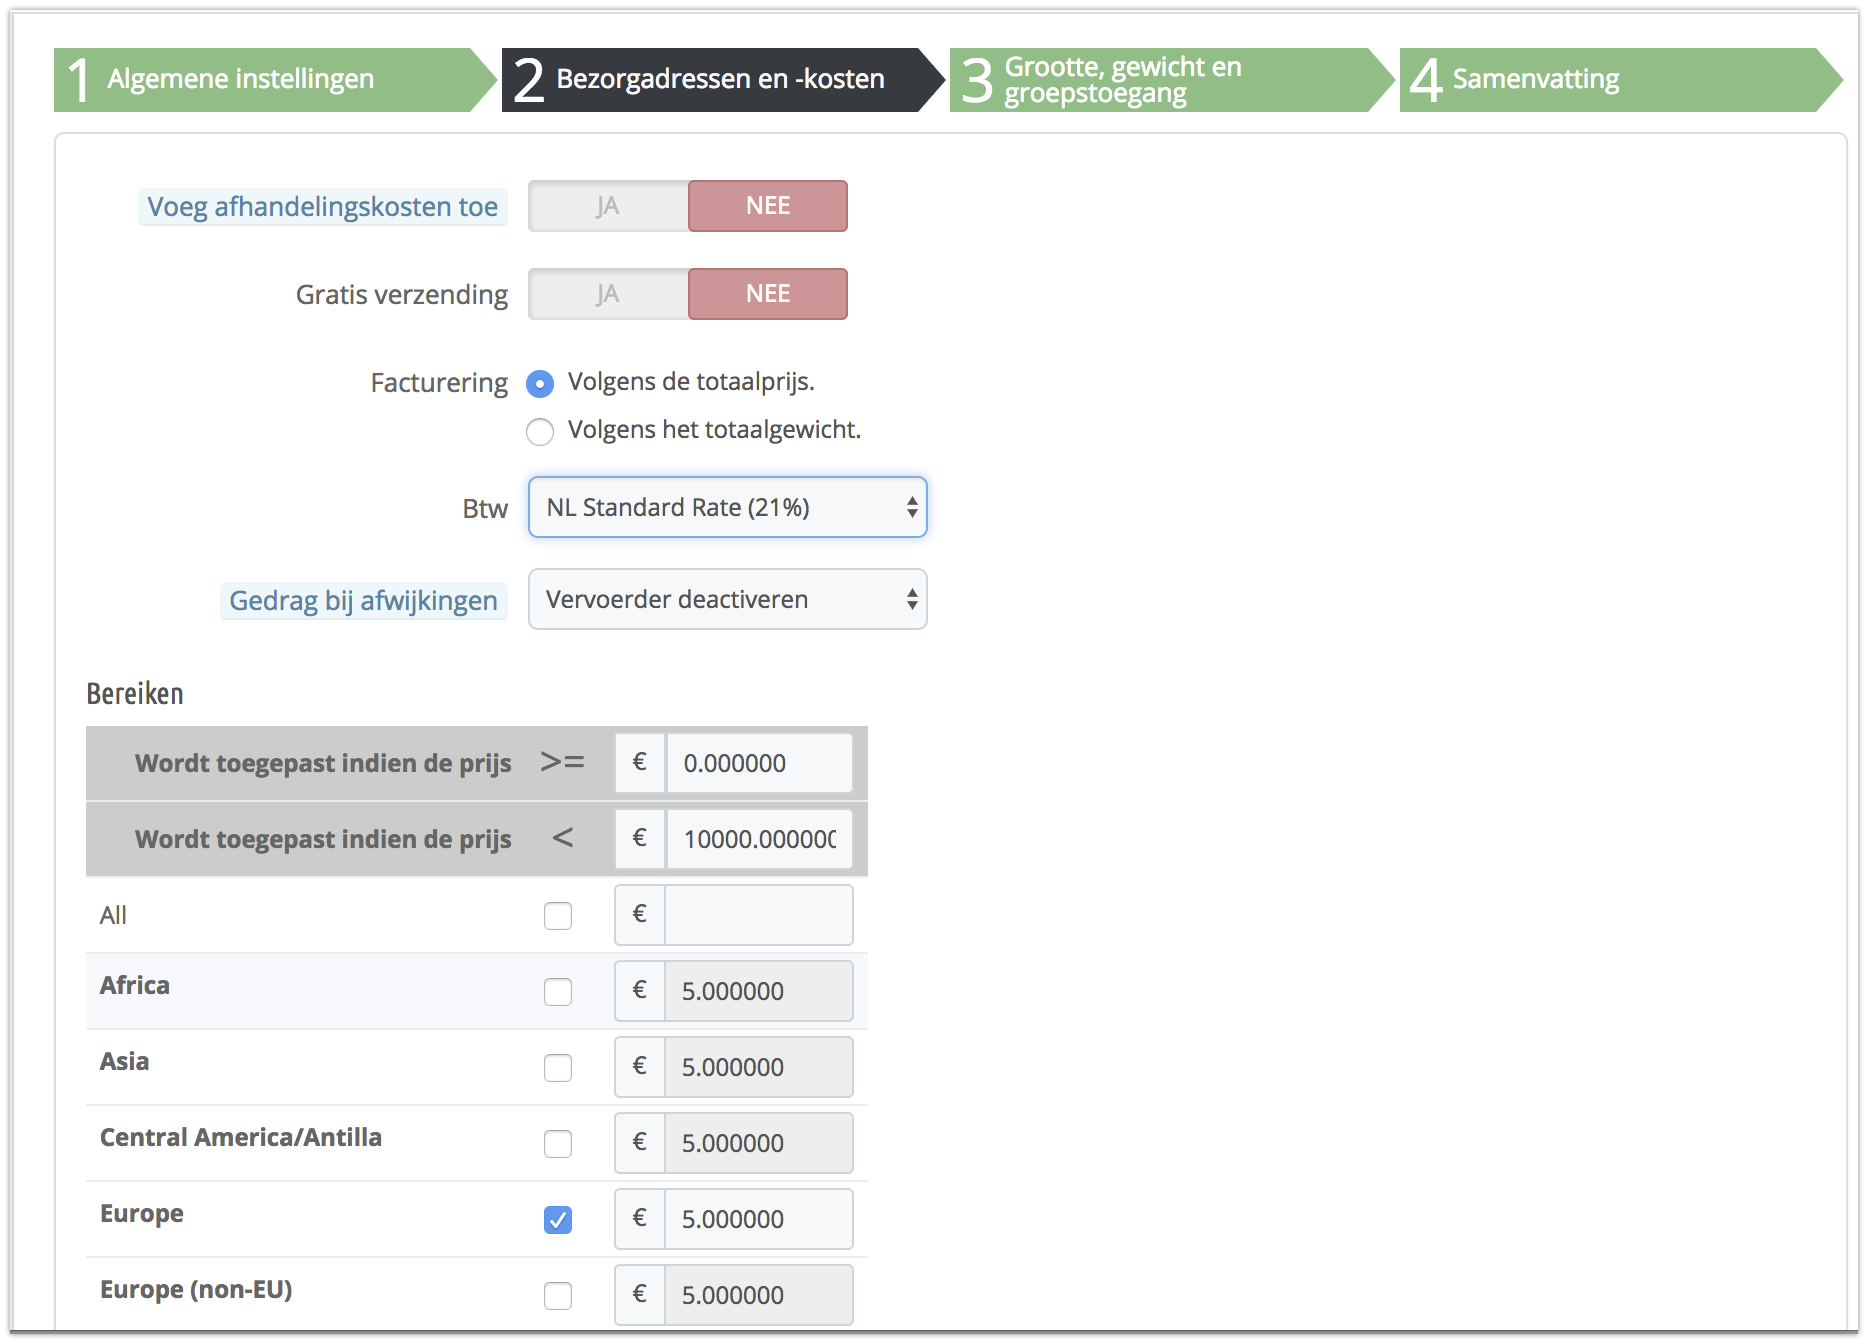 1 Algemene instellingen
2 Bezorgadressen en -kosten
3 Grootte, gewicht en
groepstoegang
4 Samenvatting
Voeg afhandelingskosten toe JA NEE
Gratis verzending JA NEE
Facturering Volgens de totaalprijs.
Volgens het totaalgewicht.
Btw NL Standard Rate (21%)
Gedrag bij afwijkingen Vervoerder deactiveren
Bereiken
Wordt toegepast indien de prijs >= € 0.000000
Wordt toegepast indien de prijs < € 10000.000000
All €
Africa € 5.000000
Asia € 5.000000
Central America/Antilla € 5.000000
Europe € 5.000000
Europe (non-EU) € 5.000000